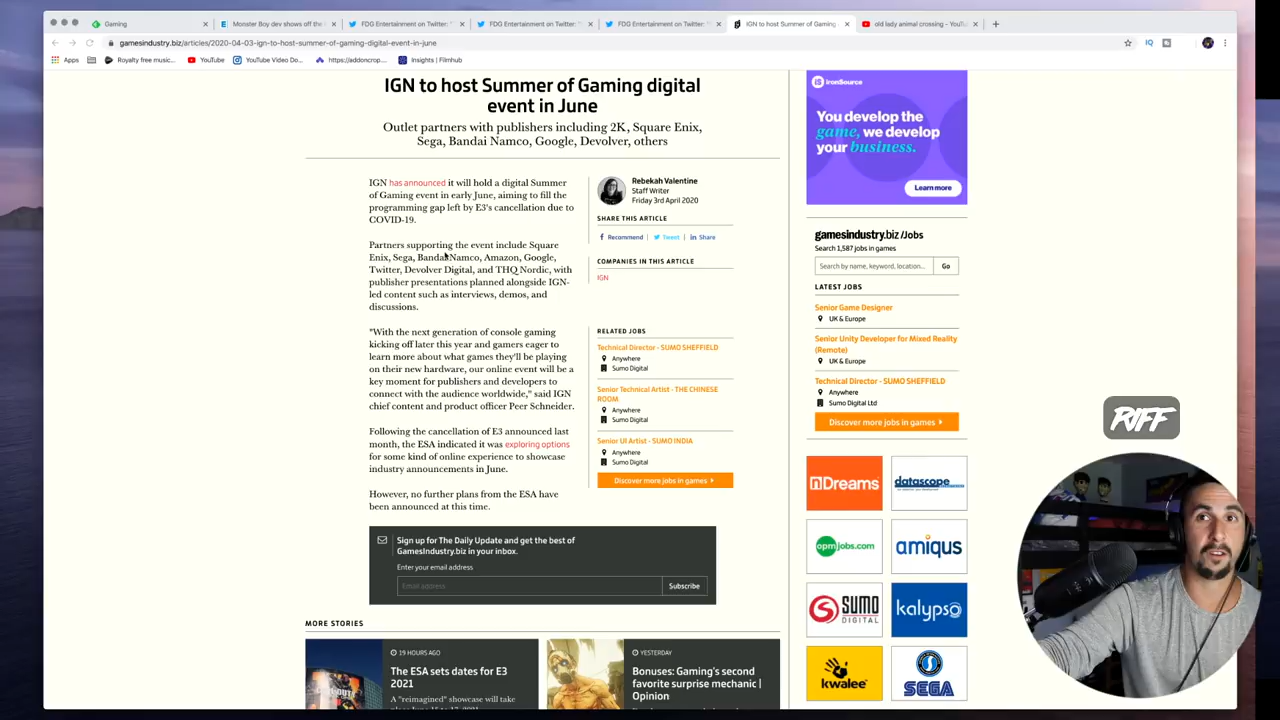 Gaming
Monster Boy dev shows off the
FDG Entertainment on Twitter: "
FDG Entertainment on Twitter: "
FDG Entertainment on Twitter: "
IGN to host Summer of Gaming
old lady animal crossing - YouTu
gamesindustry.biz/articles/2020-04-03-ign-to-host-summer-of-gaming-digital-event-in-june
Apps
Royalty free music...
YouTube
YouTube Video Do...
https://addoncrop....
Insights | Filmhub
IGN to host Summer of Gaming digital
event in June
Outlet partners with publishers including 2K, Square Enix,
Sega, Bandai Namco, Google, Devolver, others
IGN has announced it will hold a digital Summer
of Gaming event in early June, aiming to fill the
programming gap left by E3's cancellation due to
COVID-19.
Partners supporting the event include Square
Enix, Sega, Bandai Namco, Amazon, Google,
Twitter, Devolver Digital, and THQ Nordic, with
publisher presentations planned alongside IGN-
led content such as interviews, demos, and
discussions.
"With the next generation of console gaming
kicking off later this year and gamers eager to
learn more about what games they'll be playing
on their new hardware, our online event will be a
key moment for publishers and developers to
connect with the audience worldwide," said IGN
chief content and product officer Peer Schneider.
Following the cancellation of E3 announced last
month, the ESA indicated it was exploring options
for some kind of online experience to showcase
industry announcements in June.
However, no further plans from the ESA have
been announced at this time.
Rebekah Valentine
Staff Writer
Friday 3rd April 2020
SHARE THIS ARTICLE
Recommend | Tweet | in Share
COMPANIES IN THIS ARTICLE
IGN
RELATED JOBS
Technical Director - SUMO SHEFFIELD
Anywhere
Sumo Digital
Senior Technical Artist - THE CHINESE
ROOM
Anywhere
Sumo Digital
Senior UI Artist - SUMO INDIA
Anywhere
Sumo Digital
Discover more jobs in games
Sign up for The Daily Update and get the best of
GamesIndustry.biz in your inbox.
Enter your email address
Email address
Subscribe
MORE STORIES
19 HOURS AGO
The ESA sets dates for E3
2021
A "reimagined" showcase will take
YESTERDAY
Bonuses: Gaming's second
favorite surprise mechanic |
Opinion
ironSource
You develop the
game, we develop
your business.
Learn more
gamesindustry.biz /Jobs
Search 1,587 jobs in games
Search by name, keyword, location...
Go
LATEST JOBS
Senior Game Designer
UK & Europe
Senior Unity Developer for Mixed Reality
(Remote)
UK & Europe
Technical Director - SUMO SHEFFIELD
Anywhere
Sumo Digital Ltd
Discover more jobs in games
nDreams
datascope
opmjobs.com
amiqus
SUMO
DIGITAL
kalypso
kwalee
SEGA
RIFF